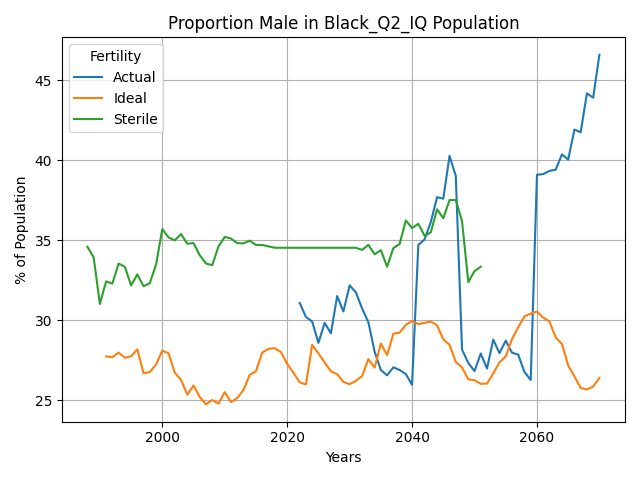 Proportion Male in Black_Q2_IQ Population
Fertility
Actual
Ideal
Sterile
45
40
35
30
25
% of Population
2000
2020
2040
2060
Years